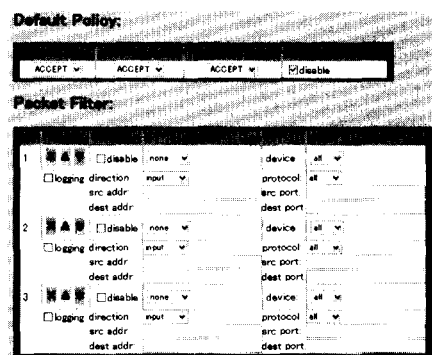 Default Policy:
ACCEPT ACCEPT ACCEPT disable
Packet Filter:
1 disable none device all
logging direction input protocol: all
src addr src port:
dest addr dest port:
2 disable none device all
logging direction input protocol all
src addr src port:
dest addr dest port:
3 disable none device: all
logging direction input protocol all
src addr src port:
dest addr dest port: